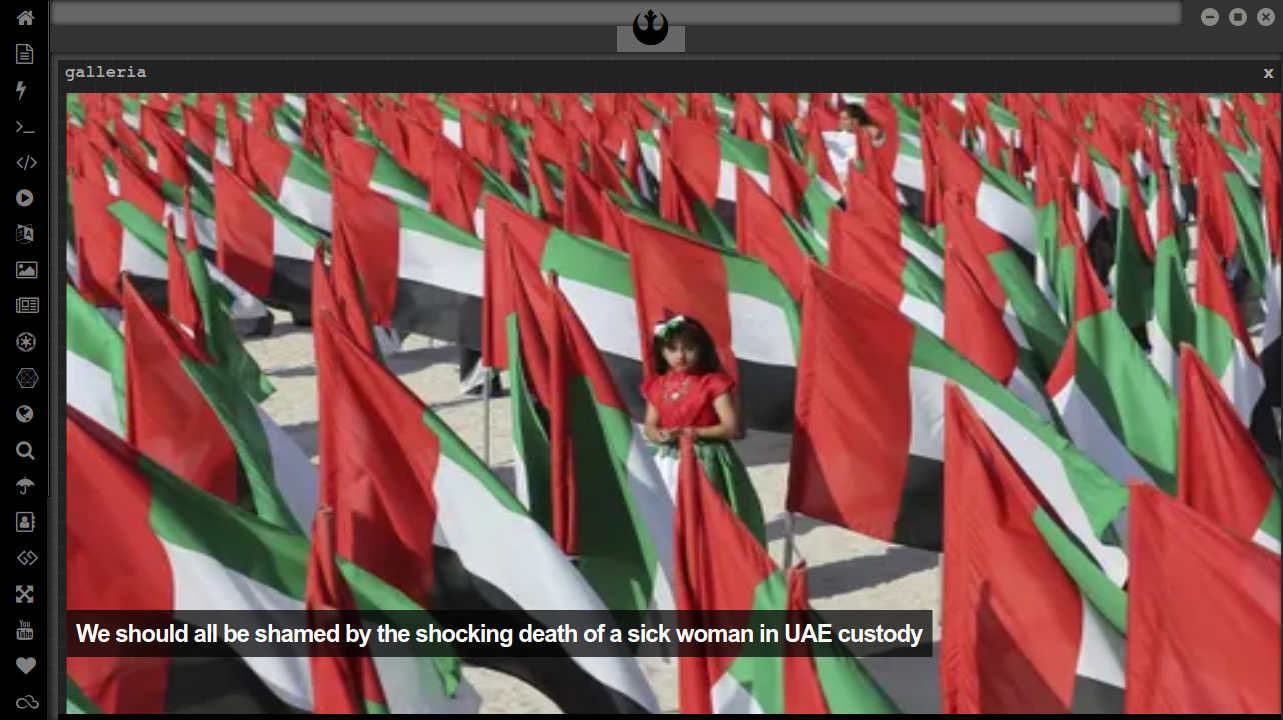 galleria
x
We should all be shamed by the shocking death of a sick woman in UAE custody
You
Tube